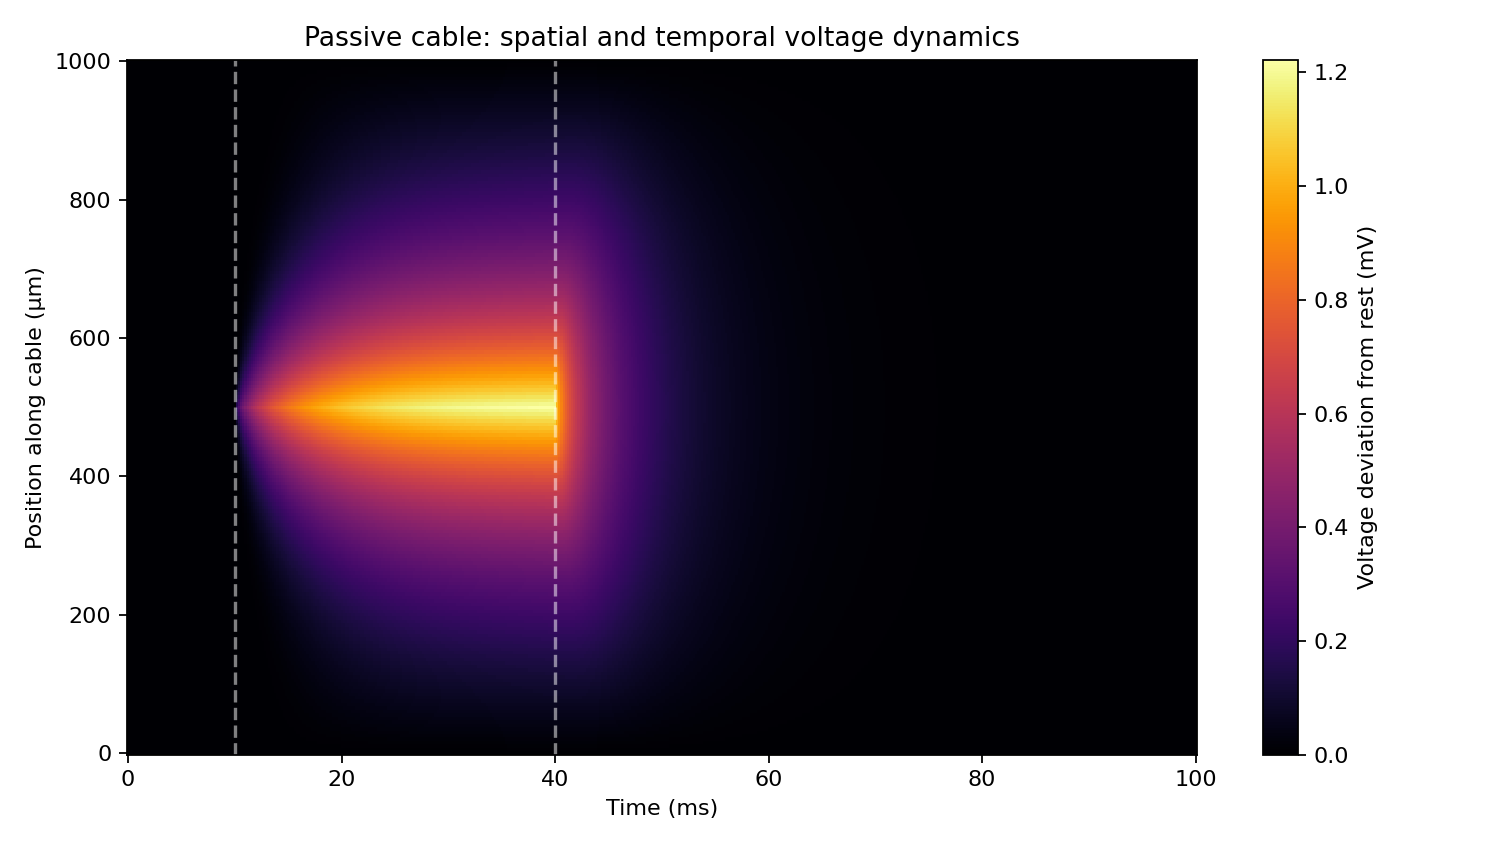 Passive cable: spatial and temporal voltage dynamics
Position along cable (µm)
1000
800
600
400
200
0
0 20 40 60 80 100
Time (ms)
1.2
1.0
0.8
0.6
0.4
0.2
0.0
Voltage deviation from rest (mV)